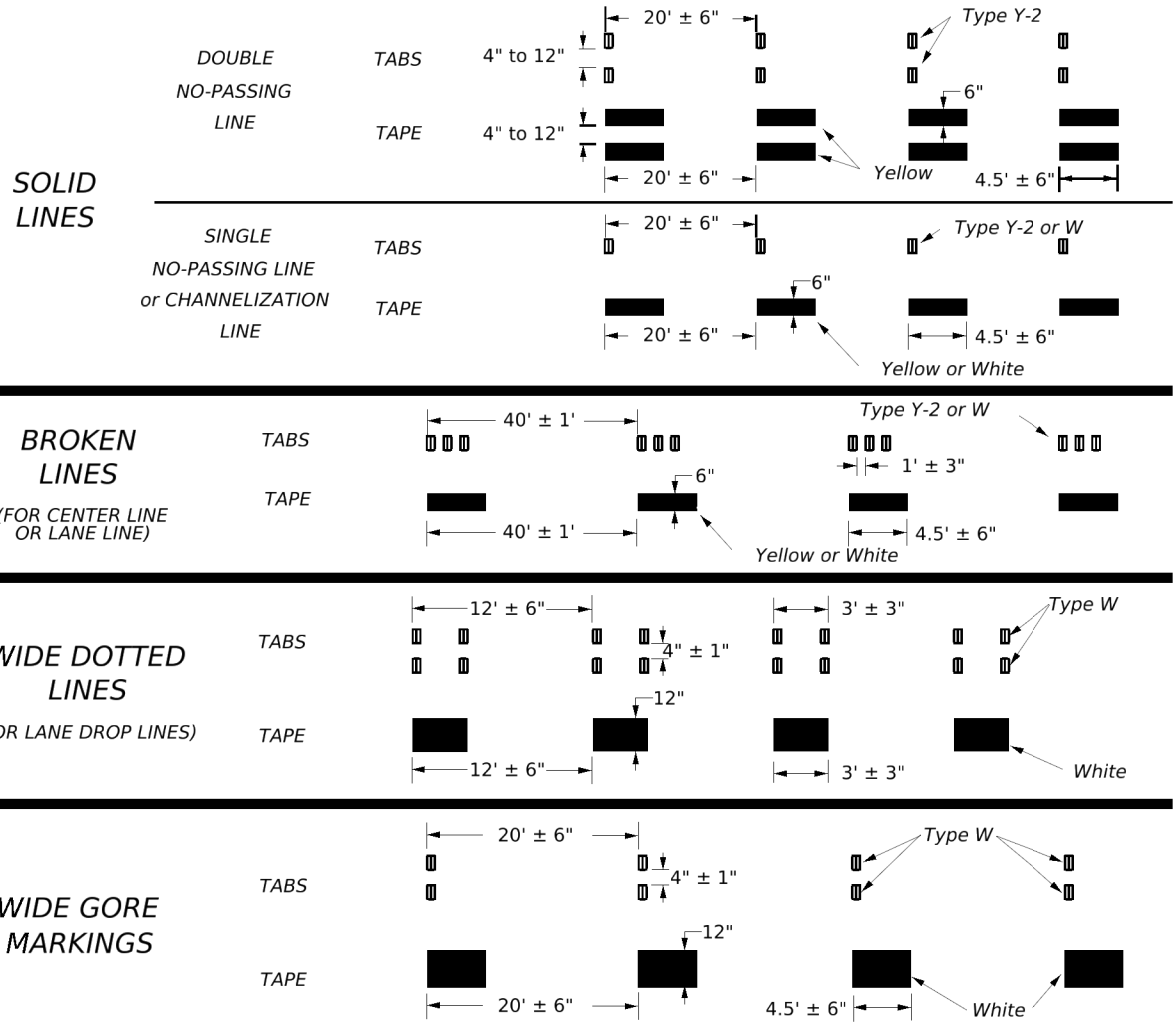 SOLID
LINES
DOUBLE
NO-PASSING
LINE
TABS
4" to 12"
20' ± 6"
Type Y-2
TAPE
4" to 12"
6"
Yellow
20' ± 6"
4.5' ± 6"
SINGLE
NO-PASSING LINE
or CHANNELIZATION
LINE
TABS
20' ± 6"
Type Y-2 or W
TAPE
6"
20' ± 6"
4.5' ± 6"
Yellow or White
BROKEN
LINES
(FOR CENTER LINE
OR LANE LINE)
TABS
40' ± 1'
Type Y-2 or W
1' ± 3"
TAPE
6"
40' ± 1'
4.5' ± 6"
Yellow or White
WIDE DOTTED
LINES
OR LANE DROP LINES)
TABS
12' ± 6"
3' ± 3"
Type W
4" ± 1"
TAPE
12"
12' ± 6"
3' ± 3"
White
WIDE GORE
MARKINGS
TABS
20' ± 6"
Type W
4" ± 1"
TAPE
12"
20' ± 6"
4.5' ± 6"
White